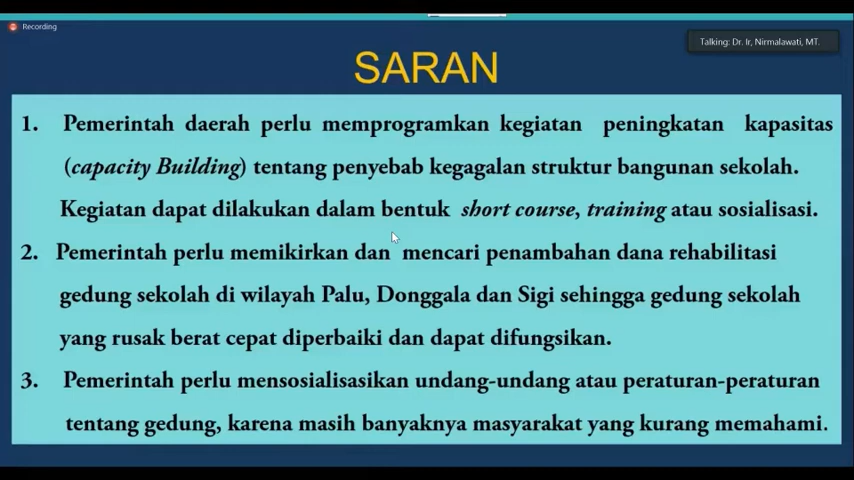 Recording
Talking: Dr. Ir, Nirmalawati, MT.
SARAN
1. Pemerintah daerah perlu memprogramkan kegiatan peningkatan kapasitas
(capacity Building) tentang penyebab kegagalan struktur bangunan sekolah.
Kegiatan dapat dilakukan dalam bentuk short course, training atau sosialisasi.
2. Pemerintah perlu memikirkan dan mencari penambahan dana rehabilitasi
gedung sekolah di wilayah Palu, Donggala dan Sigi sehingga gedung sekolah
yang rusak berat cepat diperbaiki dan dapat difungsikan.
3. Pemerintah perlu mensosialisasikan undang-undang atau peraturan-peraturan
tentang gedung, karena masih banyaknya masyarakat yang kurang memahami.